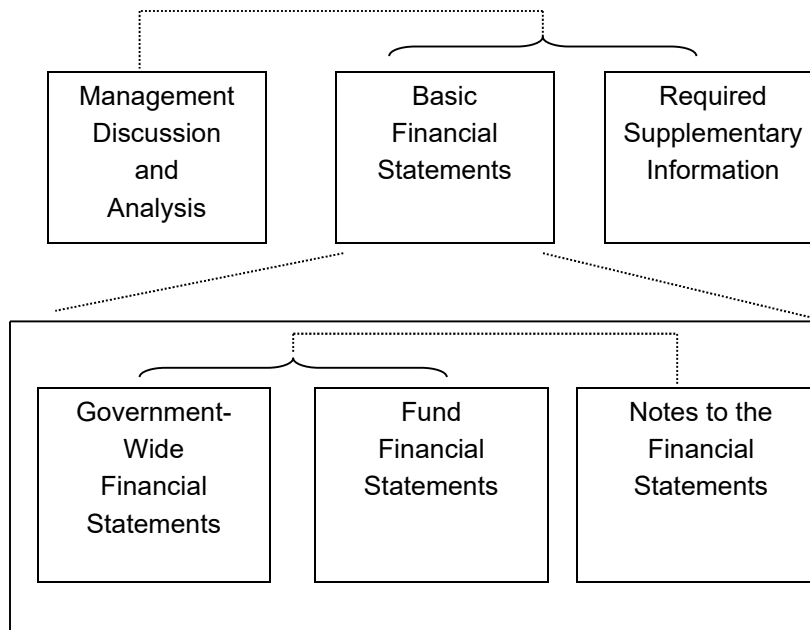 Management
Discussion
and
Analysis
Basic
Financial
Statements
Required
Supplementary
Information
Government-
Wide
Financial
Statements
Fund
Financial
Statements
Notes to the
Financial
Statements